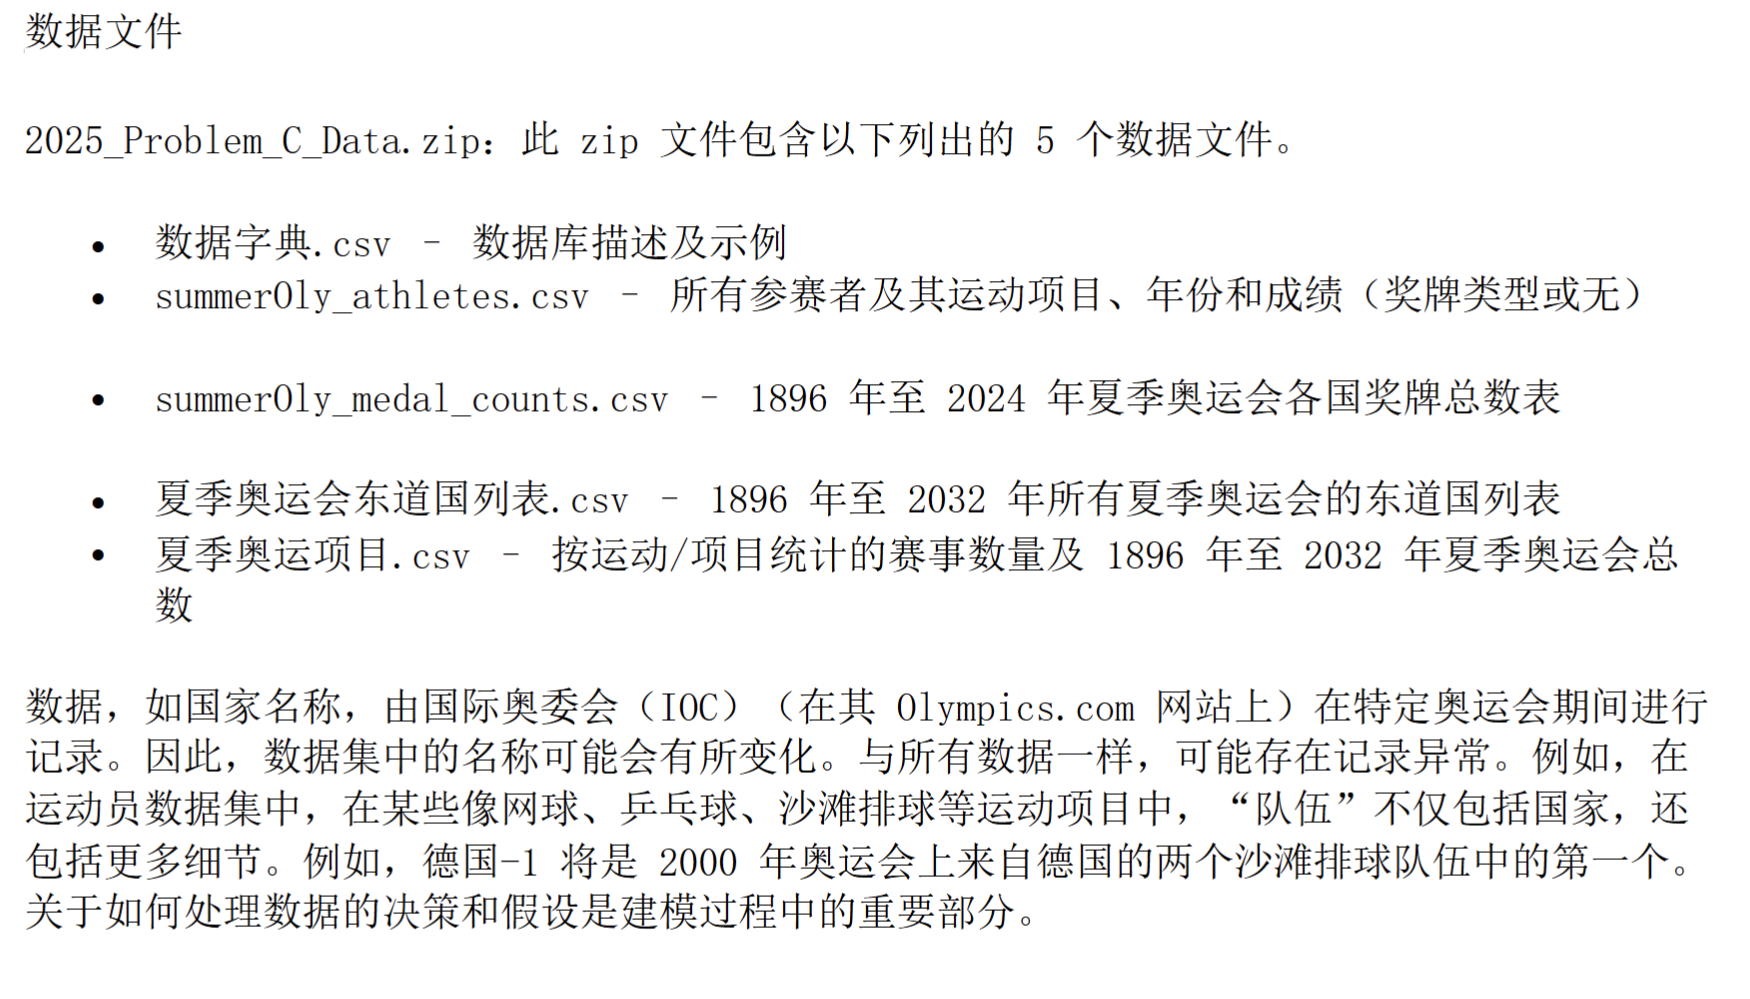 数据文件
2025_Problem_C_Data.zip：此 zip 文件包含以下列出的 5 个数据文件。
• 数据字典.csv – 数据库描述及示例
• summerOly_athletes.csv – 所有参赛者及其运动项目、年份和成绩（奖牌类型或无）
• summerOly_medal_counts.csv – 1896 年至 2024 年夏季奥运会各国奖牌总数表
• 夏季奥运会东道国列表.csv – 1896 年至 2032 年所有夏季奥运会的东道国列表
• 夏季奥运项目.csv – 按运动/项目统计的赛事数量及 1896 年至 2032 年夏季奥运会总
数
数据，如国家名称，由国际奥委会（IOC）（在其 Olympics.com 网站上）在特定奥运会期间进行
记录。因此，数据集中的名称可能会有所变化。与所有数据一样，可能存在记录异常。例如，在
运动员数据集中，在某些像网球、乒乓球、沙滩排球等运动项目中，“队伍”不仅包括国家，还
包括更多细节。例如，德国-1 将是 2000 年奥运会上来自德国的两个沙滩排球队伍中的第一个。
关于如何处理数据的决策和假设是建模过程中的重要部分。